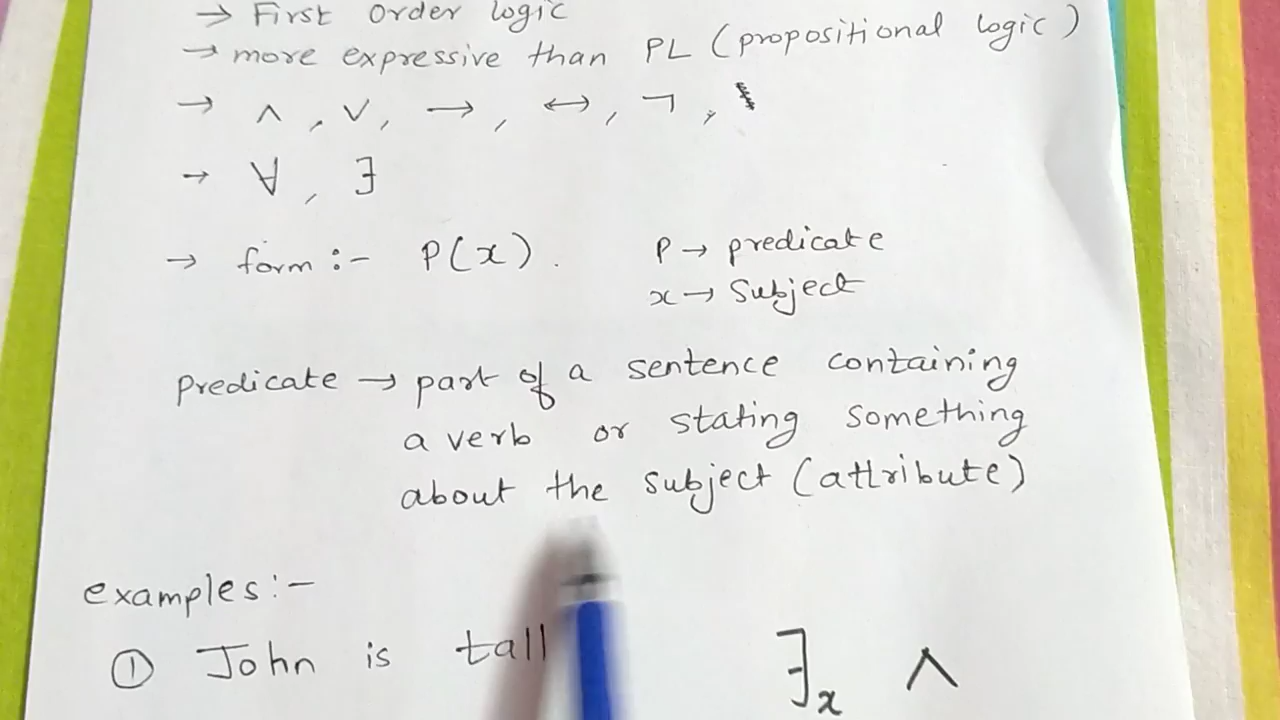 → First order logic
→ more expressive than PL (propositional logic)
→ ∧, ∨, →, ↔, ¬,
→ ∀, ∃
→ form :- P(x). P → predicate
x → Subject
predicate → part of a sentence containing
a verb or stating something
about the subject (attribute)
examples:-
① John is tall ∃x ∧